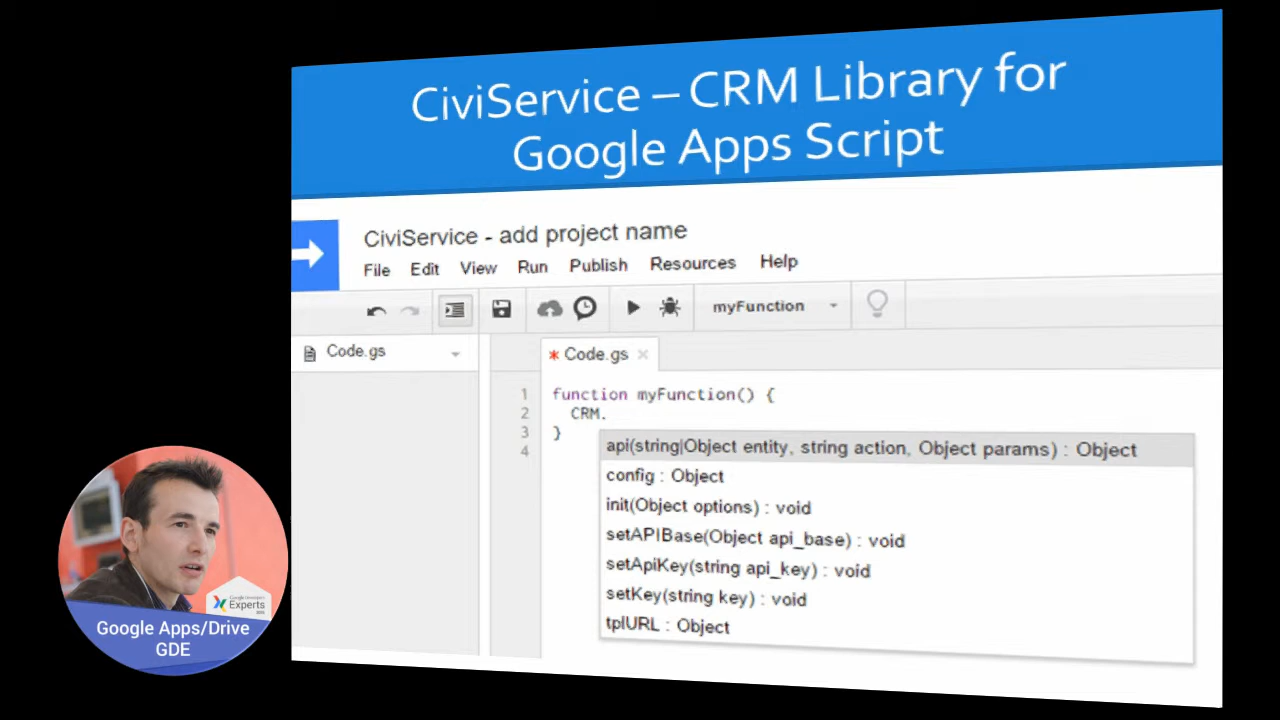 CiviService – CRM Library for
Google Apps Script
CiviService - add project name
File Edit View Run Publish Resources Help
myFunction
Code.gs
* Code.gs ×
1 function myFunction() {
2 CRM.
3 }
4
api(string|Object entity, string action, Object params) : Object
config : Object
init(Object options) : void
setAPIBase(Object api_base) : void
setApiKey(string api_key) : void
setKey(string key) : void
tplURL : Object
Google Developers
Experts
Google Apps/Drive
GDE